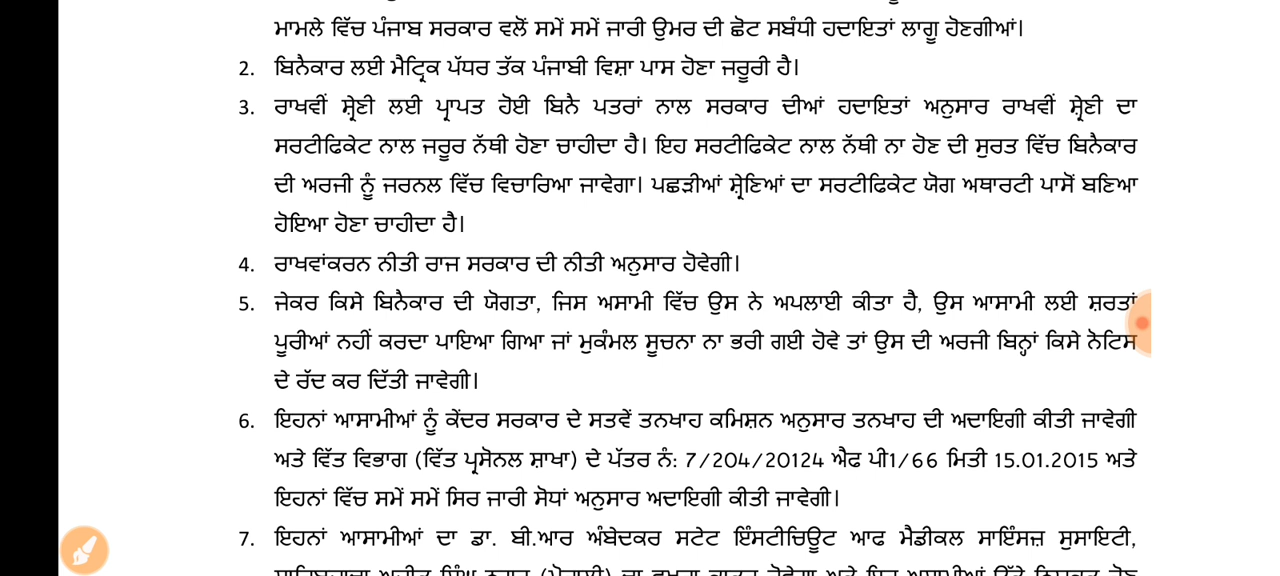 ਮਾਮਲੇ ਵਿੱਚ ਪੰਜਾਬ ਸਰਕਾਰ ਵਲੋਂ ਸਮੇਂ ਸਮੇਂ ਜਾਰੀ ਉਮਰ ਦੀ ਛੋਟ ਸਬੰਧੀ ਹਦਾਇਤਾਂ ਲਾਗੂ ਹੋਣਗੀਆਂ।
2. ਬਿਨੈਕਾਰ ਲਈ ਮੈਟ੍ਰਿਕ ਪੱਧਰ ਤੱਕ ਪੰਜਾਬੀ ਵਿਸ਼ਾ ਪਾਸ ਹੋਣਾ ਜਰੂਰੀ ਹੈ।
3. ਰਾਖਵੀਂ ਸ਼੍ਰੇਣੀ ਲਈ ਪ੍ਰਾਪਤ ਹੋਈ ਬਿਨੈ ਪਤਰਾਂ ਨਾਲ ਸਰਕਾਰ ਦੀਆਂ ਹਦਾਇਤਾਂ ਅਨੁਸਾਰ ਰਾਖਵੀਂ ਸ਼੍ਰੇਣੀ ਦਾ
ਸਰਟੀਫਿਕੇਟ ਨਾਲ ਜਰੂਰ ਨੱਥੀ ਹੋਣਾ ਚਾਹੀਦਾ ਹੈ। ਇਹ ਸਰਟੀਫਿਕੇਟ ਨਾਲ ਨੱਥੀ ਨਾ ਹੋਣ ਦੀ ਸੁਰਤ ਵਿੱਚ ਬਿਨੈਕਾਰ
ਦੀ ਅਰਜੀ ਨੂੰ ਜਰਨਲ ਵਿੱਚ ਵਿਚਾਰਿਆ ਜਾਵੇਗਾ। ਪਛੜੀਆਂ ਸ਼੍ਰੇਣਿਆਂ ਦਾ ਸਰਟੀਫਿਕੇਟ ਯੋਗ ਅਥਾਰਟੀ ਪਾਸੋਂ ਬਣਿਆ
ਹੋਇਆ ਹੋਣਾ ਚਾਹੀਦਾ ਹੈ।
4. ਰਾਖਵਾਂਕਰਨ ਨੀਤੀ ਰਾਜ ਸਰਕਾਰ ਦੀ ਨੀਤੀ ਅਨੁਸਾਰ ਹੋਵੇਗੀ।
5. ਜੇਕਰ ਕਿਸੇ ਬਿਨੈਕਾਰ ਦੀ ਯੋਗਤਾ, ਜਿਸ ਅਸਾਮੀ ਵਿੱਚ ਉਸ ਨੇ ਅਪਲਾਈ ਕੀਤਾ ਹੈ, ਉਸ ਆਸਾਮੀ ਲਈ ਸ਼ਰਤਾਂ
ਪੂਰੀਆਂ ਨਹੀਂ ਕਰਦਾ ਪਾਇਆ ਗਿਆ ਜਾਂ ਮੁਕੰਮਲ ਸੂਚਨਾ ਨਾ ਭਰੀ ਗਈ ਹੋਵੇ ਤਾਂ ਉਸ ਦੀ ਅਰਜੀ ਬਿਨ੍ਹਾਂ ਕਿਸੇ ਨੋਟਿਸ
ਦੇ ਰੱਦ ਕਰ ਦਿੱਤੀ ਜਾਵੇਗੀ।
6. ਇਹਨਾਂ ਆਸਾਮੀਆਂ ਨੂੰ ਕੇਂਦਰ ਸਰਕਾਰ ਦੇ ਸਤਵੇਂ ਤਨਖਾਹ ਕਮਿਸ਼ਨ ਅਨੁਸਾਰ ਤਨਖਾਹ ਦੀ ਅਦਾਇਗੀ ਕੀਤੀ ਜਾਵੇਗੀ
ਅਤੇ ਵਿੱਤ ਵਿਭਾਗ (ਵਿੱਤ ਪ੍ਰਸੋਨਲ ਸ਼ਾਖਾ) ਦੇ ਪੱਤਰ ਨੰ: 7/204/20124 ਐਫ ਪੀ1/66 ਮਿਤੀ 15.01.2015 ਅਤੇ
ਇਹਨਾਂ ਵਿੱਚ ਸਮੇਂ ਸਮੇਂ ਸਿਰ ਜਾਰੀ ਸੋਧਾਂ ਅਨੁਸਾਰ ਅਦਾਇਗੀ ਕੀਤੀ ਜਾਵੇਗੀ।
7. ਇਹਨਾਂ ਆਸਾਮੀਆਂ ਦਾ ਡਾ. ਬੀ.ਆਰ ਅੰਬੇਦਕਰ ਸਟੇਟ ਇੰਸਟੀਚਿਊਟ ਆਫ ਮੈਡੀਕਲ ਸਾਇੰਸਜ਼ ਸੁਸਾਇਟੀ,